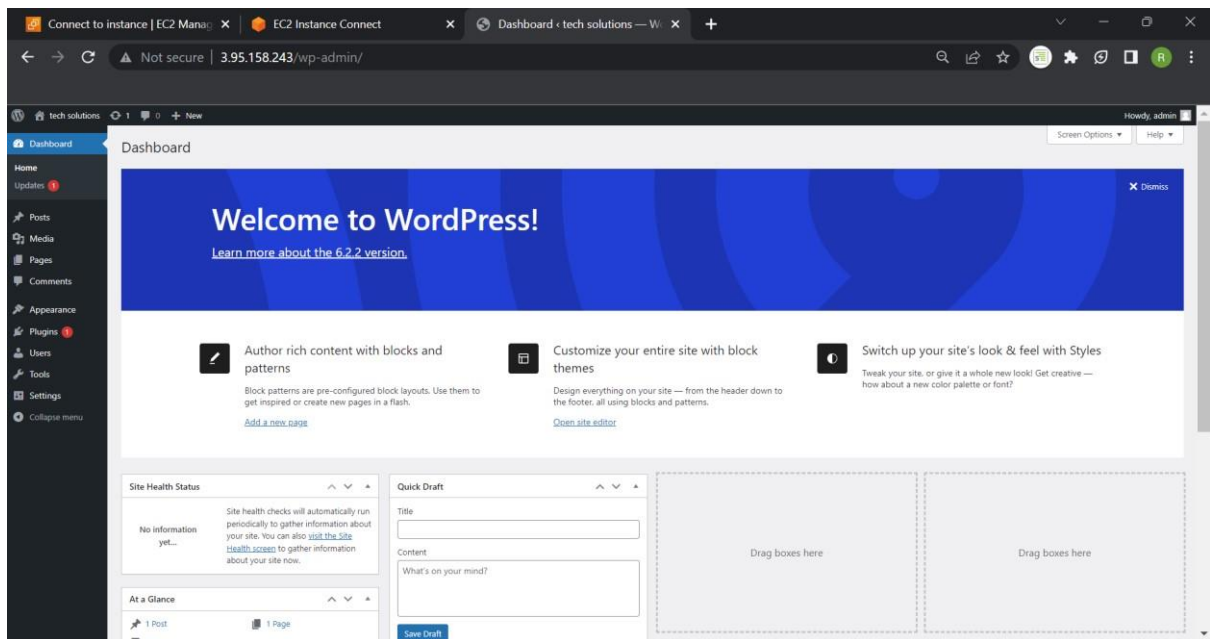 Connect to instance | EC2 Manag
EC2 Instance Connect
Dashboard ‹ tech solutions — W
Not secure | 3.95.158.243/wp-admin/
R
tech solutions 1 0 + New
Howdy, admin
Screen Options ▼
Help ▼
Dashboard
Home
Updates 1
Posts
Media
Pages
Comments
Appearance
Plugins 1
Users
Tools
Settings
Collapse menu
Dashboard
Dismiss
Welcome to WordPress!
Learn more about the 6.2.2 version.
Author rich content with blocks and
patterns
Block patterns are pre-configured block layouts. Use them to
get inspired or create new pages in a flash.
Add a new page
Customize your entire site with block
themes
Design everything on your site — from the header down to
the footer, all using blocks and patterns.
Open site editor
Switch up your site's look & feel with Styles
Tweak your site, or give it a whole new look! Get creative —
how about a new color palette or font?
Site Health Status
No information
yet...
Site health checks will automatically run
periodically to gather information about
your site. You can also visit the Site
Health screen to gather information
about your site now.
At a Glance
1 Post
1 Page
Quick Draft
Title
Content
What's on your mind?
Save Draft
Drag boxes here
Drag boxes here